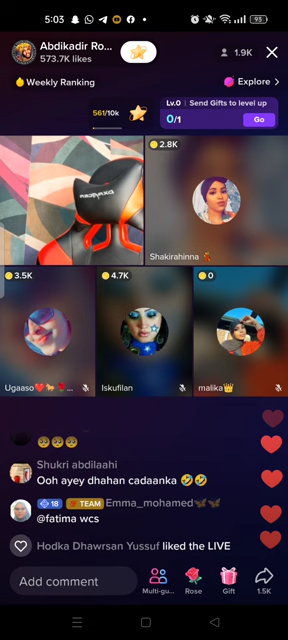 5:03
93
Abdikadir Ro...
573.7K likes
1.9K
Weekly Ranking
Explore
561/10k
Lv.0 | Send Gifts to level up
0/1
Go
2.8K
Shakirahinna
3.5K
4.7K
0
Ugaaso❤️🐎🌹...
Iskufilan
malika👑
🥺🥺🥺
Shukri abdilaahi
Ooh ayey dhahan cadaanka 🤣🤣
18 TEAM Emma_mohamed🦋🦋
@fatima wcs
Hodka Dhawrsan Yussuf liked the LIVE
Add comment
Multi-gu...
Rose
Gift
1.5K